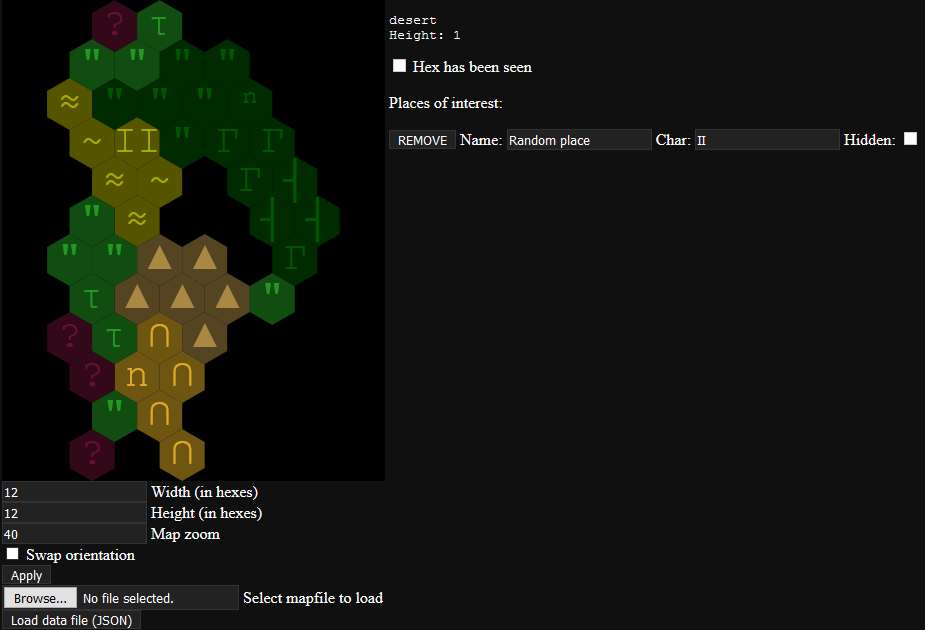 ? τ
" " " "
≈ " " " n
~ II " Γ Γ
≈ ~ Γ ┤
" ≈ ┤ ┤
" " ▲ ▲ Γ
τ ▲ ▲ ▲ "
? τ ∩ ▲
? n ∩
" ∩
? ∩
desert
Height: 1
Hex has been seen
Places of interest:
REMOVE Name: Random place Char: II Hidden:
12 Width (in hexes)
12 Height (in hexes)
40 Map zoom
Swap orientation
Apply
Browse... No file selected. Select mapfile to load
Load data file (JSON)